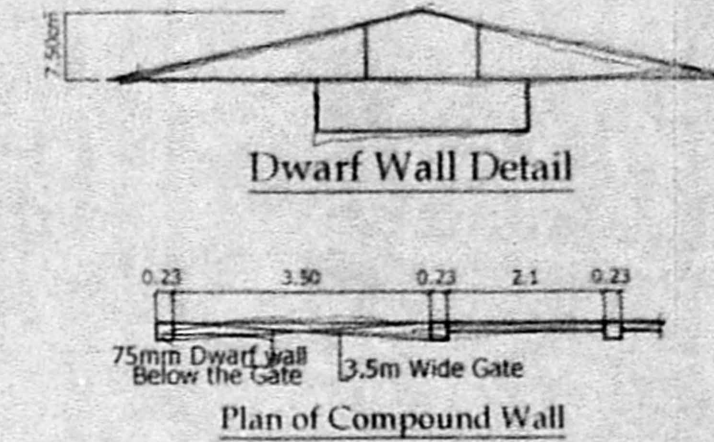 7.50cm
Dwarf Wall Detail
0.23 3.50 0.23 2.1 0.23
75mm Dwarf wall
Below the Gate
3.5m Wide Gate
Plan of Compound Wall